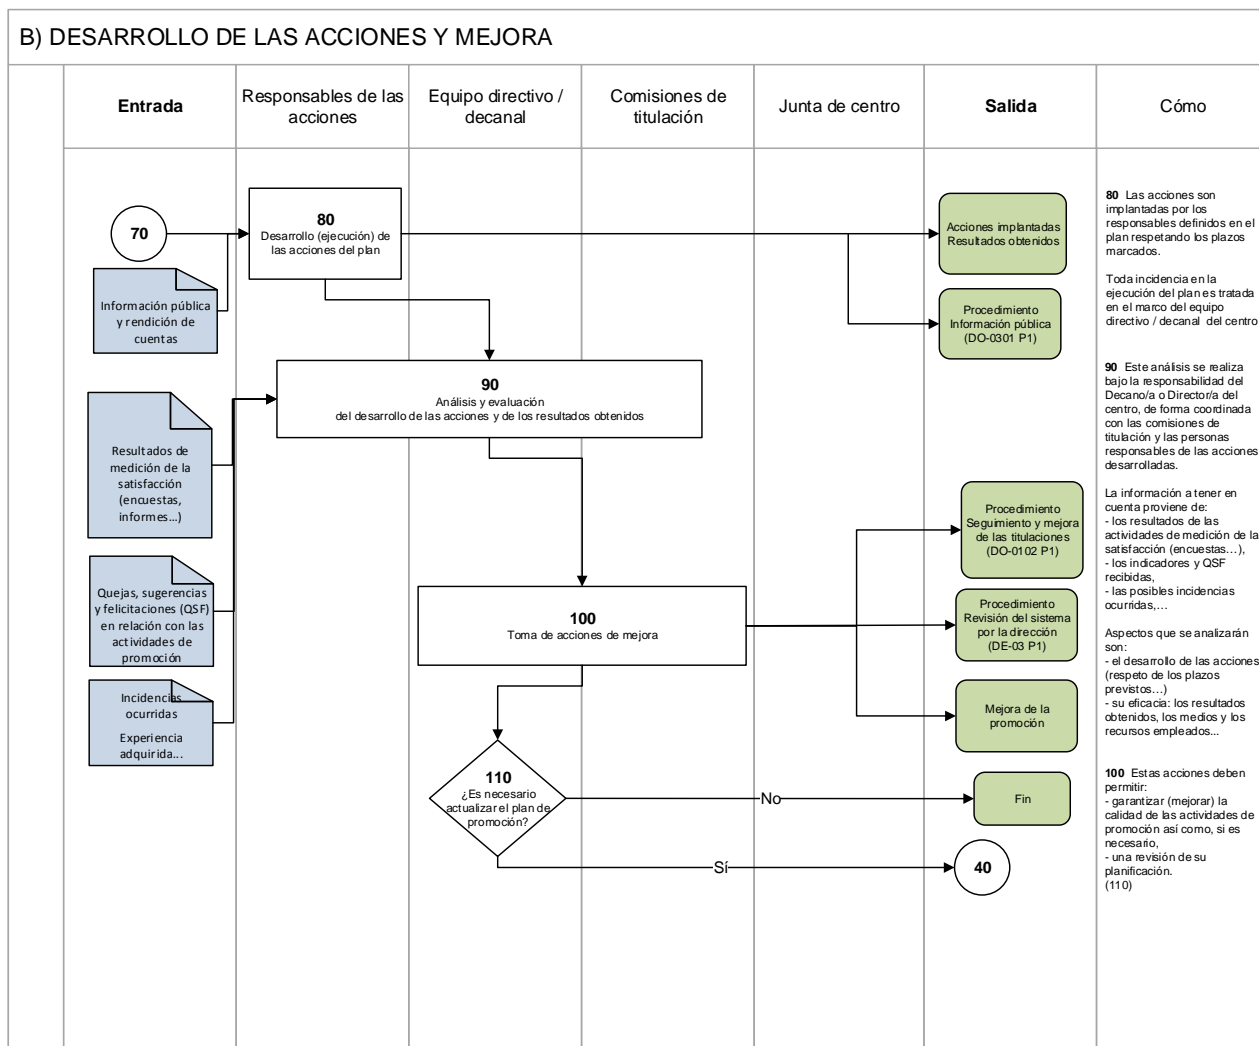 B) DESARROLLO DE LAS ACCIONES Y MEJORA
Entrada
Responsables de las
acciones
Equipo directivo /
decanal
Comisiones de
titulación
Junta de centro
Salida
Cómo
70
Información pública
y rendición de
cuentas
80
Desarrollo (ejecución) de
las acciones del plan
Acciones implantadas
Resultados obtenidos
Procedimiento
Información pública
(DO-0301 P1)
90
Análisis y evaluación
del desarrollo de las acciones y de los resultados obtenidos
Resultados de
medición de la
satisfacción
(encuestas,
informes...)
Quejas, sugerencias
y felicitaciones (QSF)
en relación con las
actividades de
promoción
Incidencias
ocurridas
Experiencia
adquirida...
100
Toma de acciones de mejora
Procedimiento
Seguimiento y mejora
de las titulaciones
(DO-0102 P1)
Procedimiento
Revisión del sistema
por la dirección
(DE-03 P1)
Mejora de la
promoción
110
¿Es necesario
actualizar el plan de
promoción?
No
Fin
Sí
40
80 Las acciones son
implantadas por los
responsables definidos en el
plan respetando los plazos
marcados.
Toda incidencia en la
ejecución del plan es tratada
en el marco del equipo
directivo / decanal del centro
90 Este análisis se realiza
bajo la responsabilidad del
Decano/a o Director/a del
centro, de forma coordinada
con las comisiones de
titulación y las personas
responsables de las acciones
desarrolladas.
La información a tener en
cuenta proviene de:
- los resultados de las
actividades de medición de la
satisfacción (encuestas...),
- los indicadores y QSF
recibidas,
- las posibles incidencias
ocurridas,...
Aspectos que se analizarán
son:
- el desarrollo de las acciones
(respeto de los plazos
previstos...)
- su eficacia: los resultados
obtenidos, los medios y los
recursos empleados...
100 Estas acciones deben
permitir:
- garantizar (mejorar) la
calidad de las actividades de
promoción así como, si es
necesario,
- una revisión de su
planificación.
(110)